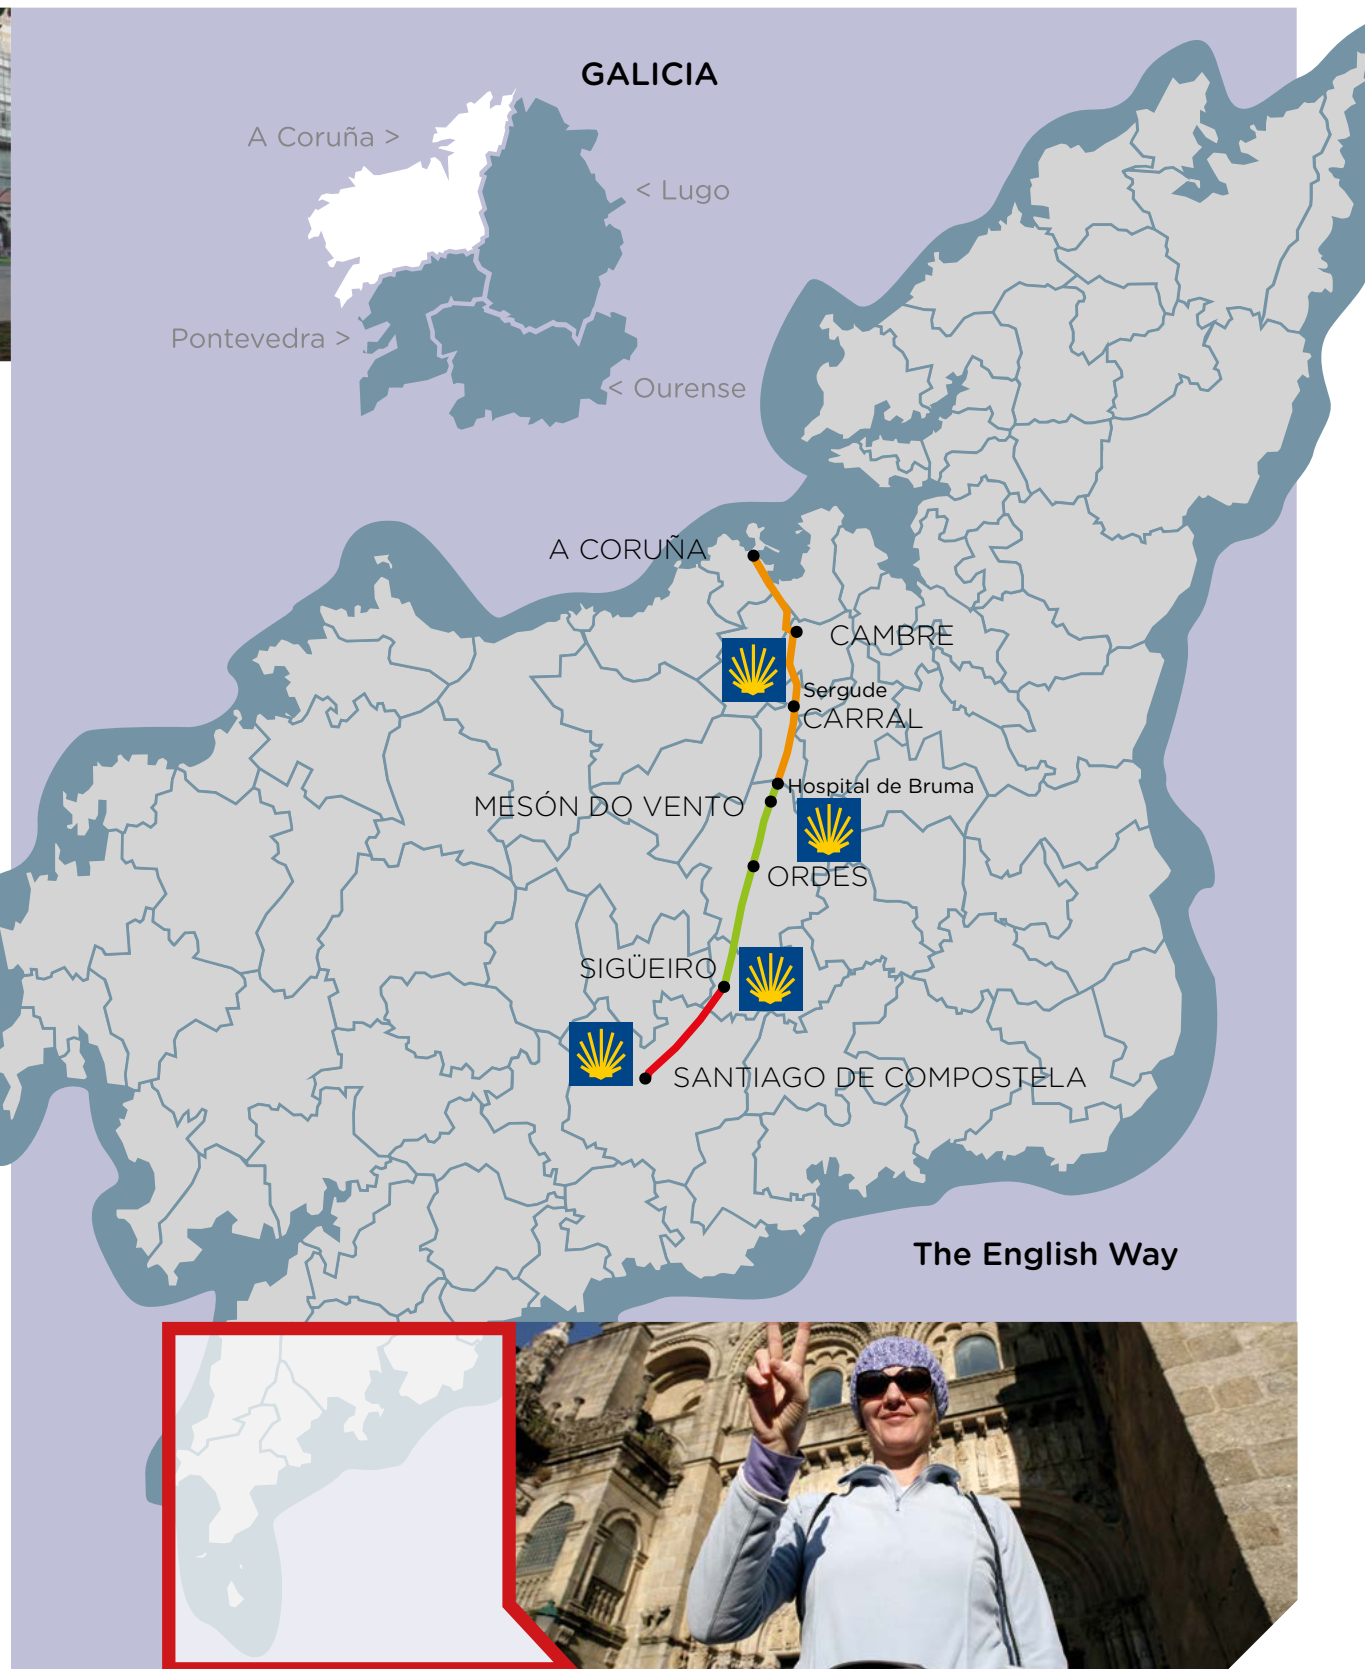 GALICIA
A Coruña >
< Lugo
Pontevedra >
< Ourense
A CORUÑA
CAMBRE
Sergude
CARRAL
Hospital de Bruma
MESÓN DO VENTO
ORDES
SIGÜEIRO
SANTIAGO DE COMPOSTELA
The English Way